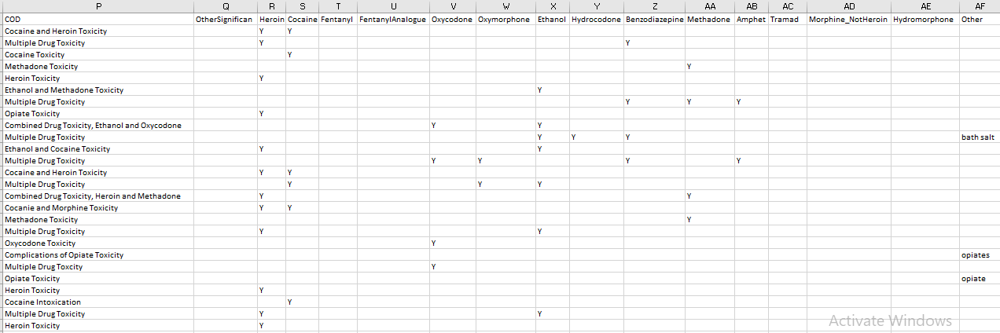 P Q R S T U V W X Y Z AA AB AC AD AE AF
COD OtherSignifican Heroin Cocaine Fentanyl FentanylAnalogue Oxycodone Oxymorphone Ethanol Hydrocodone Benzodiazepine Methadone Amphet Tramad Morphine_NotHeroin Hydromorphone Other
Cocaine and Heroin Toxicity Y Y
Multiple Drug Toxicity Y Y
Cocaine Toxicity Y
Methadone Toxicity Y
Heroin Toxicity Y
Ethanol and Methadone Toxicity Y
Multiple Drug Toxicity Y Y Y
Opiate Toxicity Y
Combined Drug Toxicity, Ethanol and Oxycodone Y Y
Multiple Drug Toxicity Y Y Y bath salt
Ethanol and Cocaine Toxicity Y Y
Multiple Drug Toxicity Y Y Y Y
Cocaine and Heroin Toxicity Y Y
Multiple Drug Toxicity Y Y Y
Combined Drug Toxicity, Heroin and Methadone Y Y
Cocanie and Morphine Toxicity Y Y
Methadone Toxicity Y
Multiple Drug Toxicity Y Y
Oxycodone Toxicity Y
Complications of Opiate Toxicity opiates
Multiple Drug Toxcity Y
Opiate Toxicity opiate
Heroin Toxicity Y
Cocaine Intoxication Y
Multiple Drug Toxicity Y Y
Heroin Toxicity Y
Activate Windows